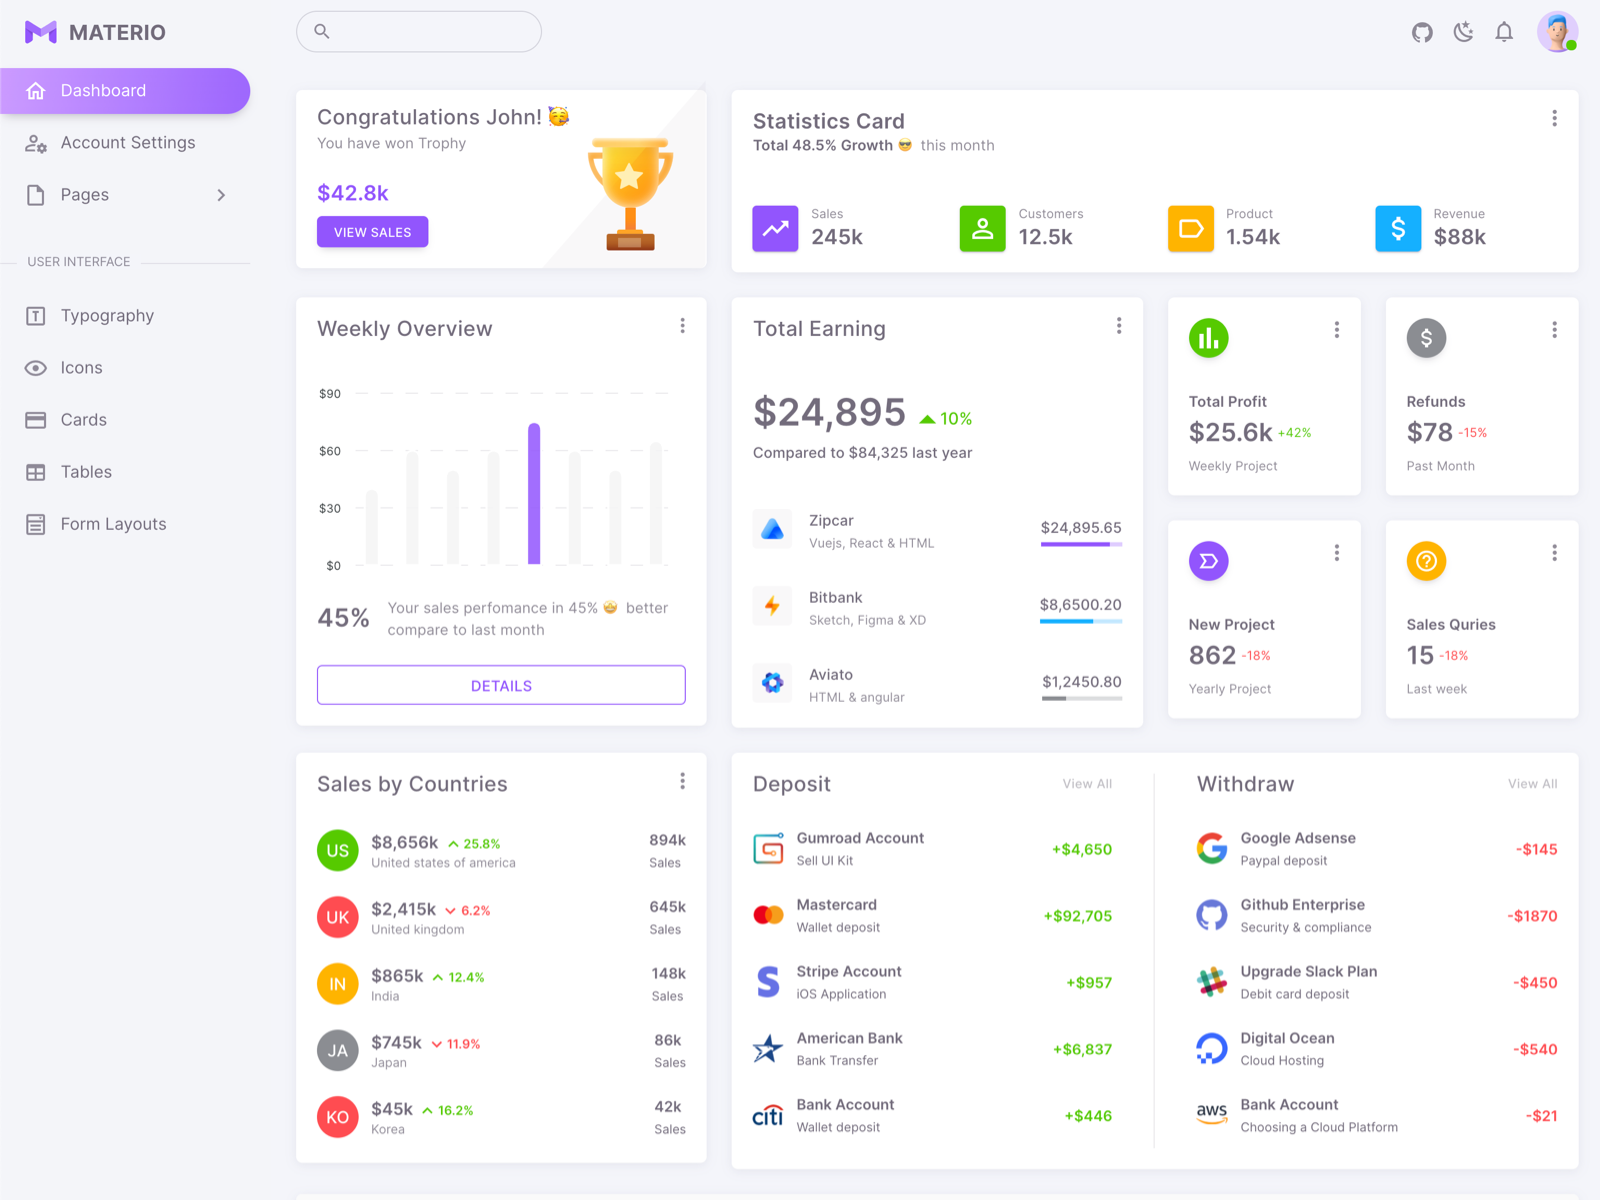 MATERIO
Dashboard
Account Settings
Pages
USER INTERFACE
Typography
Icons
Cards
Tables
Form Layouts
Congratulations John! 🥳
You have won Trophy
$42.8k
VIEW SALES
Statistics Card
Total 48.5% Growth 😎 this month
Sales
245k
Customers
12.5k
Product
1.54k
Revenue
$88k
Weekly Overview
$90
$60
$30
$0
45%
Your sales perfomance in 45% 🤩 better
compare to last month
DETAILS
Total Earning
$24,895 10%
Compared to $84,325 last year
Zipcar
Vuejs, React & HTML
$24,895.65
Bitbank
Sketch, Figma & XD
$8,6500.20
Aviato
HTML & angular
$1,2450.80
Total Profit
$25.6k +42%
Weekly Project
Refunds
$78 -15%
Past Month
New Project
862 -18%
Yearly Project
Sales Quries
15 -18%
Last week
Sales by Countries
US
$8,656k 25.8%
United states of america
894k
Sales
UK
$2,415k 6.2%
United kingdom
645k
Sales
IN
$865k 12.4%
India
148k
Sales
JA
$745k 11.9%
Japan
86k
Sales
KO
$45k 16.2%
Korea
42k
Sales
Deposit
View All
Gumroad Account
Sell UI Kit
+$4,650
Mastercard
Wallet deposit
+$92,705
Stripe Account
iOS Application
+$957
American Bank
Bank Transfer
+$6,837
citi
Bank Account
Wallet deposit
+$446
Withdraw
View All
Google Adsense
Paypal deposit
-$145
Github Enterprise
Security & compliance
-$1870
Upgrade Slack Plan
Debit card deposit
-$450
Digital Ocean
Cloud Hosting
-$540
aws
Bank Account
Choosing a Cloud Platform
-$21